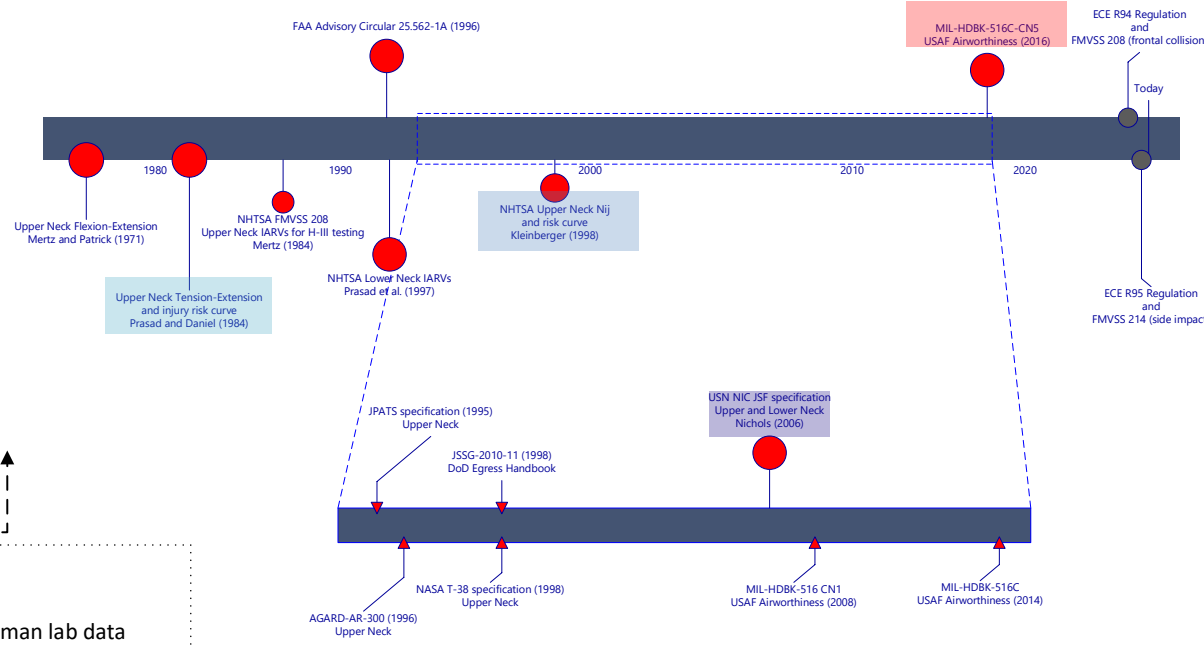 FAA Advisory Circular 25.562-1A (1996)
MIL-HDBK-516C-CN5
USAF Airworthiness (2016)
ECE R94 Regulation
and
FMVSS 208 (frontal collision
Today
1980
1990
2000
2010
2020
Upper Neck Flexion-Extension
Mertz and Patrick (1971)
NHTSA FMVSS 208
Upper Neck IARVs for H-III testing
Mertz (1984)
NHTSA Upper Neck Nij
and risk curve
Kleinberger (1998)
NHTSA Lower Neck IARVs
Prasad et al. (1997)
Upper Neck Tension-Extension
and injury risk curve
Prasad and Daniel (1984)
ECE R95 Regulation
and
FMVSS 214 (side impact
JPATS specification (1995)
Upper Neck
USN NIC JSF specification
Upper and Lower Neck
Nichols (2006)
JSSG-2010-11 (1998)
DoD Egress Handbook
NASA T-38 specification (1998)
Upper Neck
MIL-HDBK-516 CN1
USAF Airworthiness (2008)
MIL-HDBK-516C
USAF Airworthiness (2014)
AGARD-AR-300 (1996)
Upper Neck
man lab data